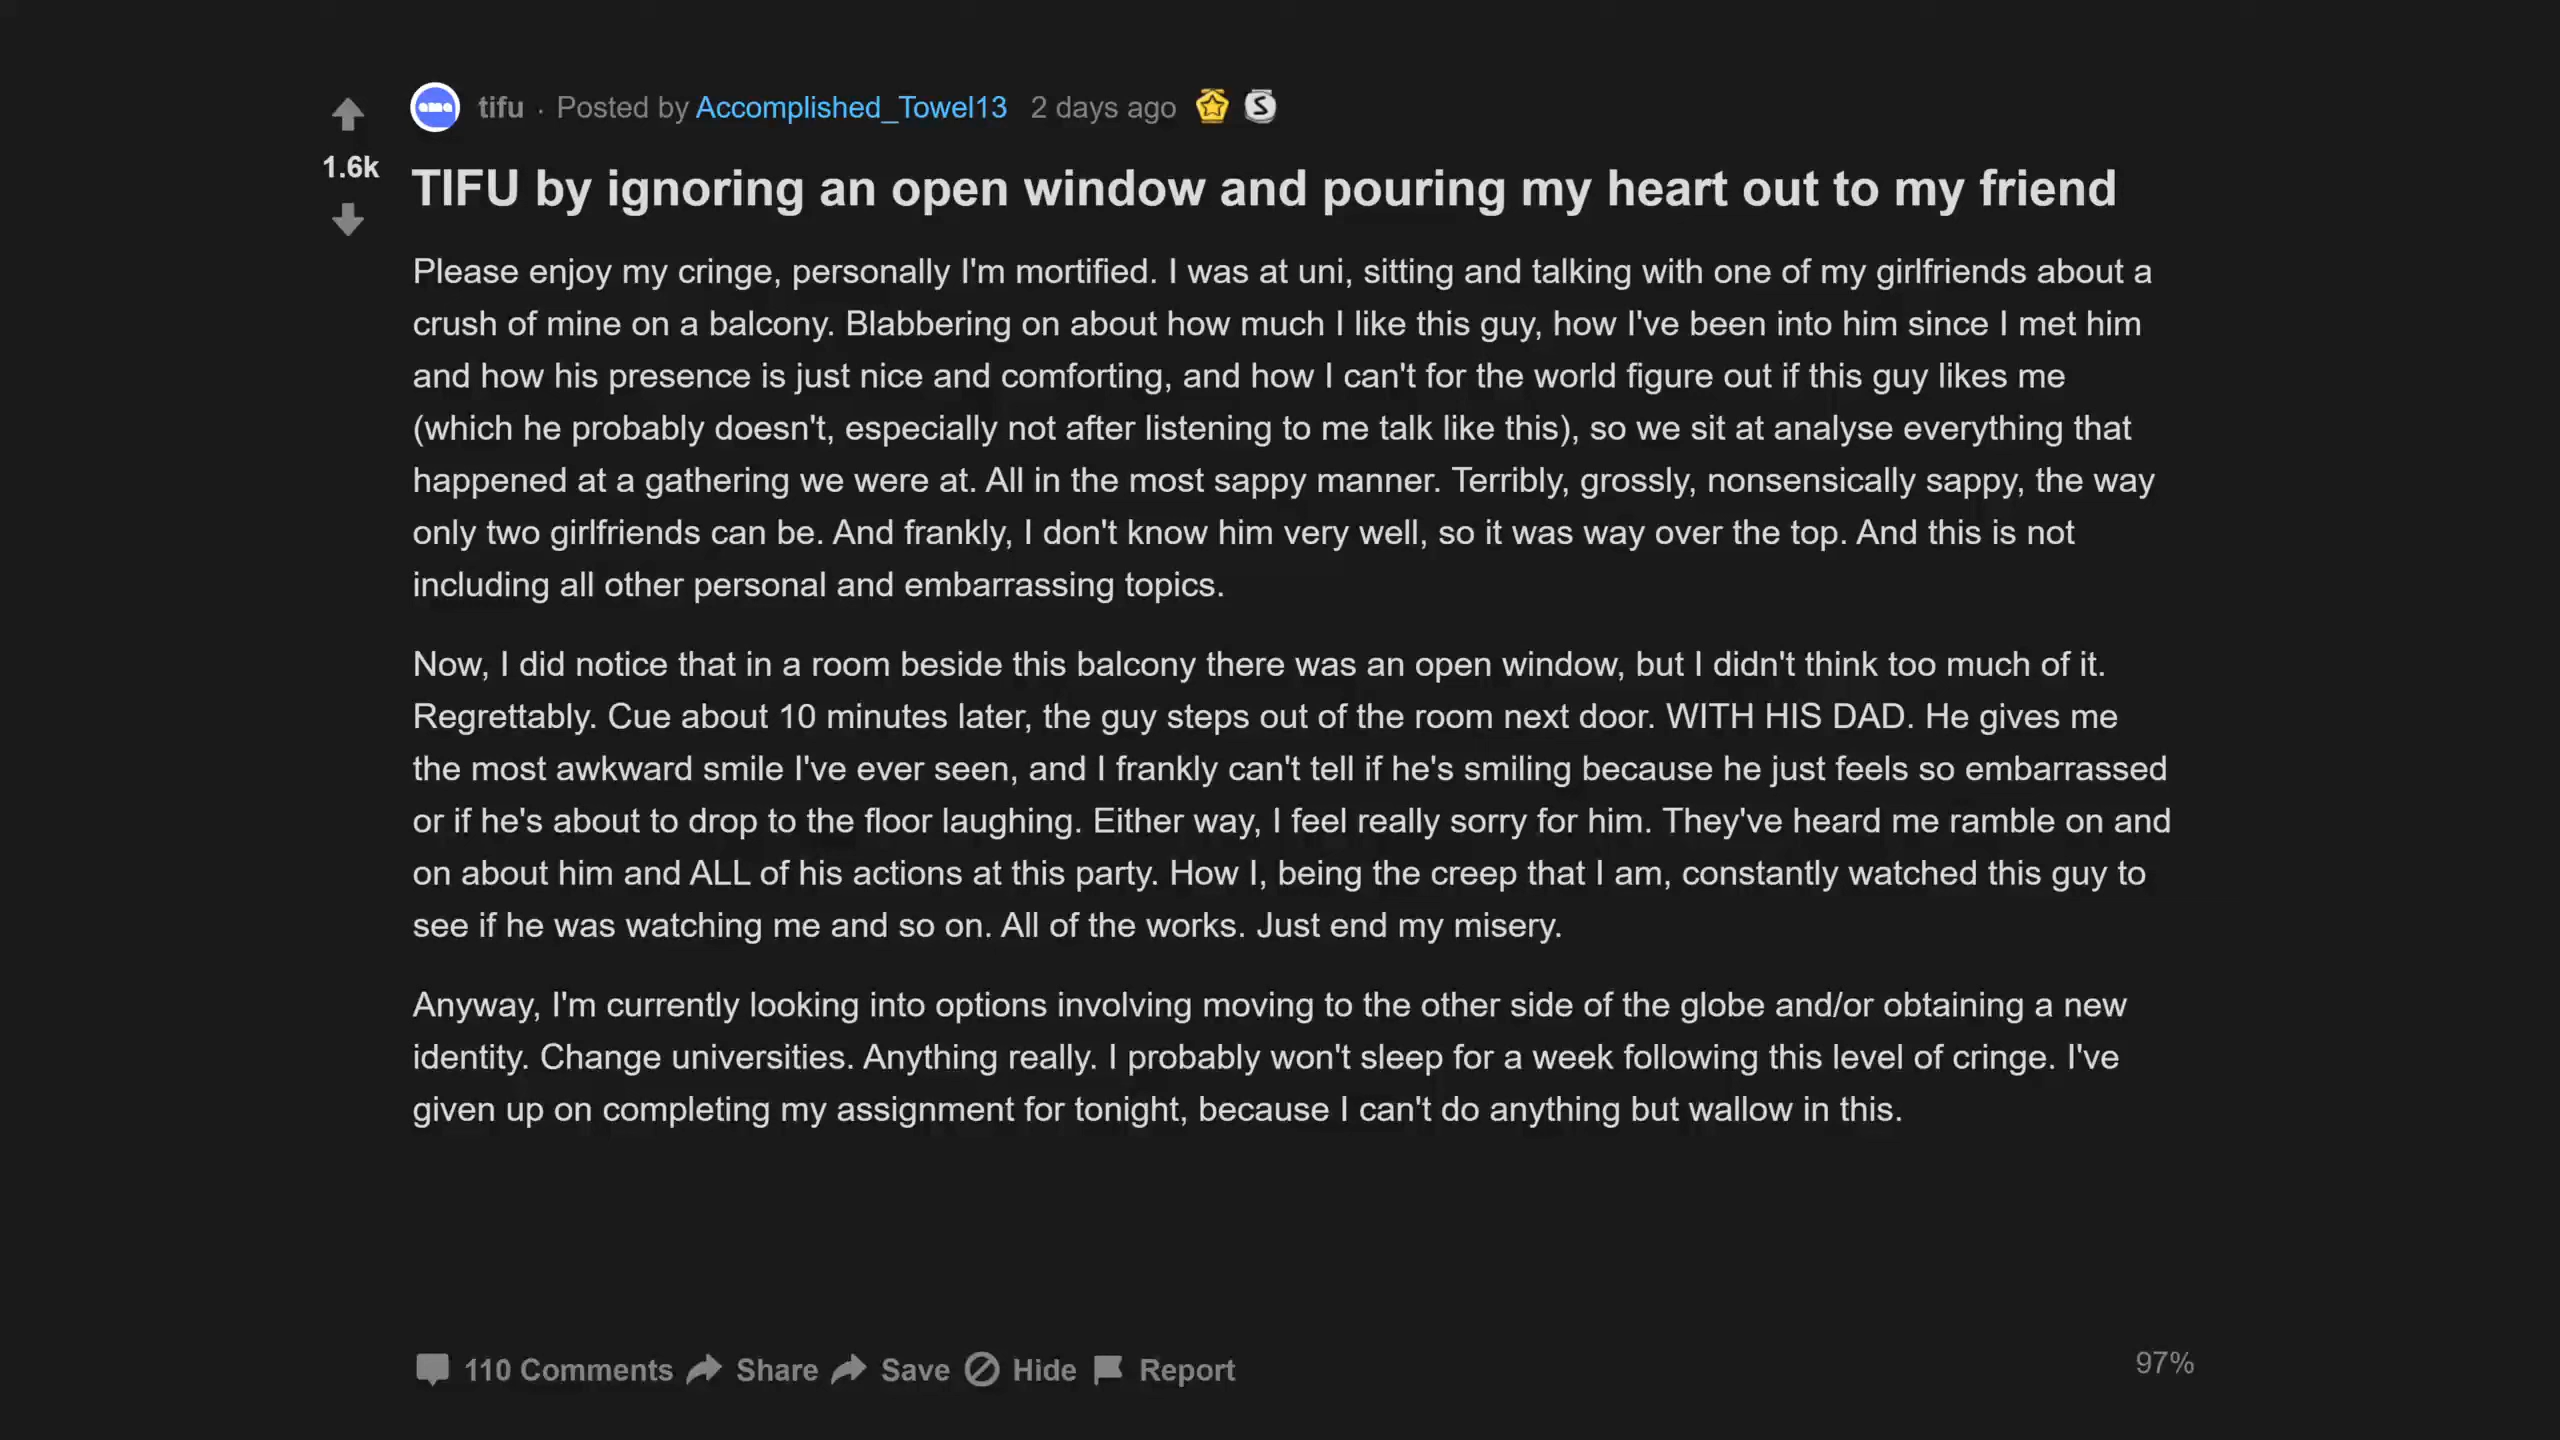 tifu · Posted by Accomplished_Towel13 2 days ago
1.6k
TIFU by ignoring an open window and pouring my heart out to my friend
Please enjoy my cringe, personally I'm mortified. I was at uni, sitting and talking with one of my girlfriends about a
crush of mine on a balcony. Blabbering on about how much I like this guy, how I've been into him since I met him
and how his presence is just nice and comforting, and how I can't for the world figure out if this guy likes me
(which he probably doesn't, especially not after listening to me talk like this), so we sit at analyse everything that
happened at a gathering we were at. All in the most sappy manner. Terribly, grossly, nonsensically sappy, the way
only two girlfriends can be. And frankly, I don't know him very well, so it was way over the top. And this is not
including all other personal and embarrassing topics.
Now, I did notice that in a room beside this balcony there was an open window, but I didn't think too much of it.
Regrettably. Cue about 10 minutes later, the guy steps out of the room next door. WITH HIS DAD. He gives me
the most awkward smile I've ever seen, and I frankly can't tell if he's smiling because he just feels so embarrassed
or if he's about to drop to the floor laughing. Either way, I feel really sorry for him. They've heard me ramble on and
on about him and ALL of his actions at this party. How I, being the creep that I am, constantly watched this guy to
see if he was watching me and so on. All of the works. Just end my misery.
Anyway, I'm currently looking into options involving moving to the other side of the globe and/or obtaining a new
identity. Change universities. Anything really. I probably won't sleep for a week following this level of cringe. I've
given up on completing my assignment for tonight, because I can't do anything but wallow in this.
110 Comments Share Save Hide Report
97%